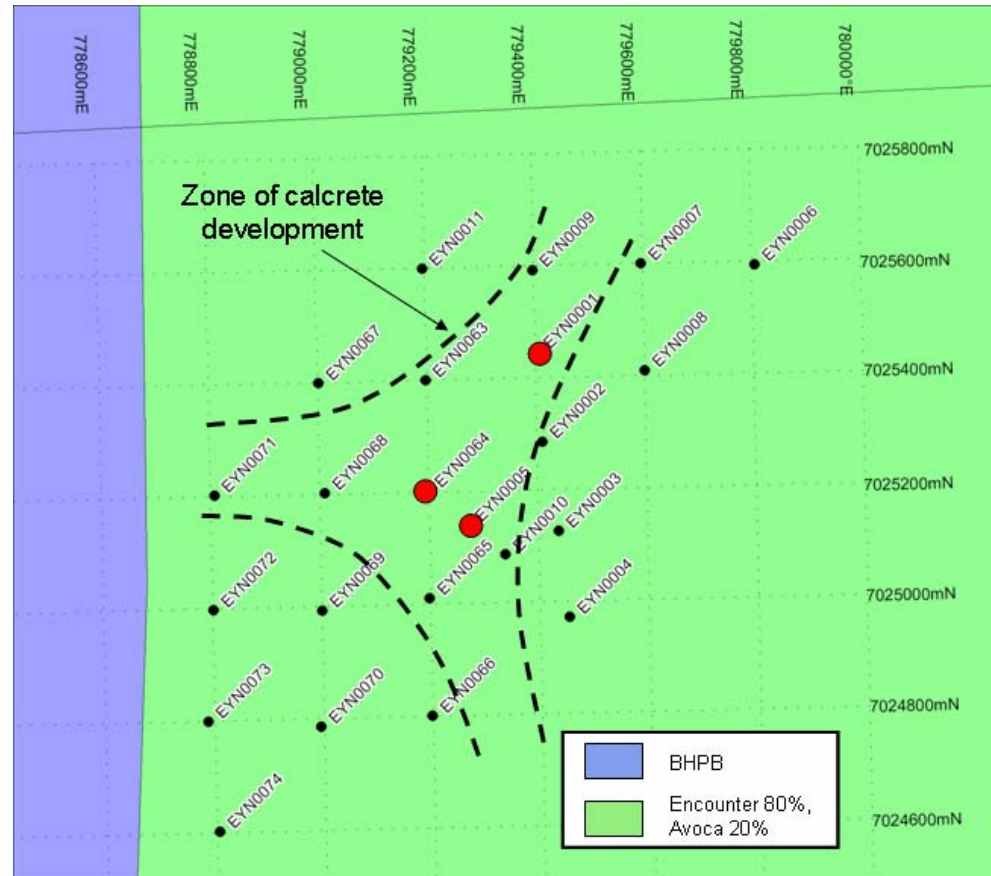 778600mE
778800mE
779000mE
779200mE
779400mE
779600mE
779800mE
780000°E
7025800mN
Zone of calcrete
development
EYN0011
EYN0009
EYN0007
EYN0006
7025600mN
EYN0067
EYN0063
EYN0001
EYN0008
7025400mN
EYN0002
EYN0071
EYN0068
EYN0064
EYN0005
7025200mN
EYN0010
EYN0003
EYN0072
EYN0069
EYN0065
EYN0004
7025000mN
EYN0073
EYN0070
EYN0066
7024800mN
EYN0074
BHPB
Encounter 80%,
Avoca 20%
7024600mN